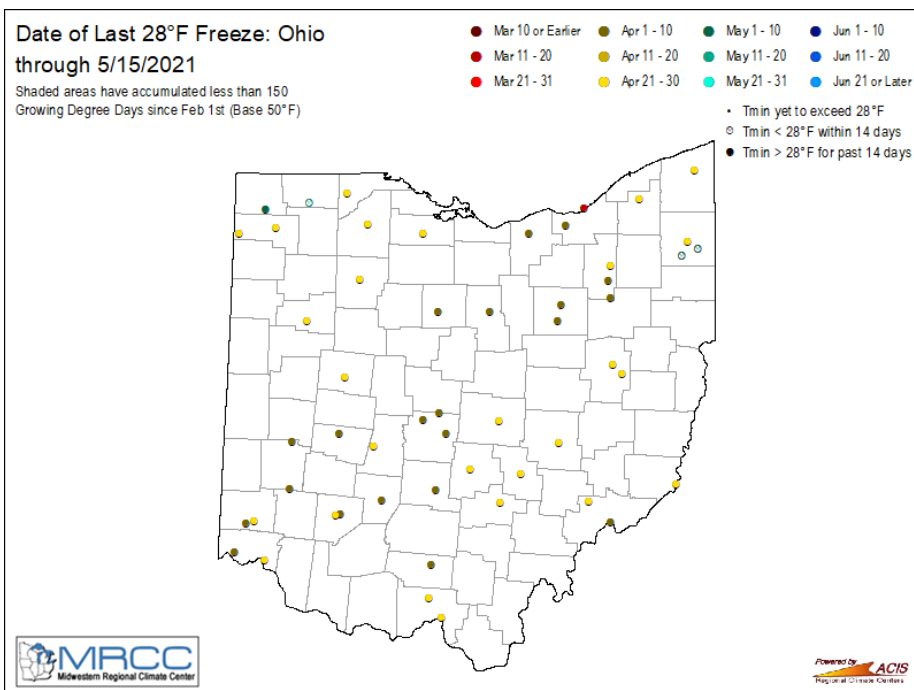 Date of Last 28°F Freeze: Ohio
through 5/15/2021
Shaded areas have accumulated less than 150
Growing Degree Days since Feb 1st (Base 50°F)
Mar 10 or Earlier
Mar 11 - 20
Mar 21 - 31
Apr 1 - 10
Apr 11 - 20
Apr 21 - 30
May 1 - 10
May 11 - 20
May 21 - 31
Jun 1 - 10
Jun 11 - 20
Jun 21 or Later
Tmin yet to exceed 28°F
Tmin < 28°F within 14 days
Tmin > 28°F for past 14 days
MRCC
Midwestern Regional Climate Center
Powered by
ACIS
Regional Climate Centers